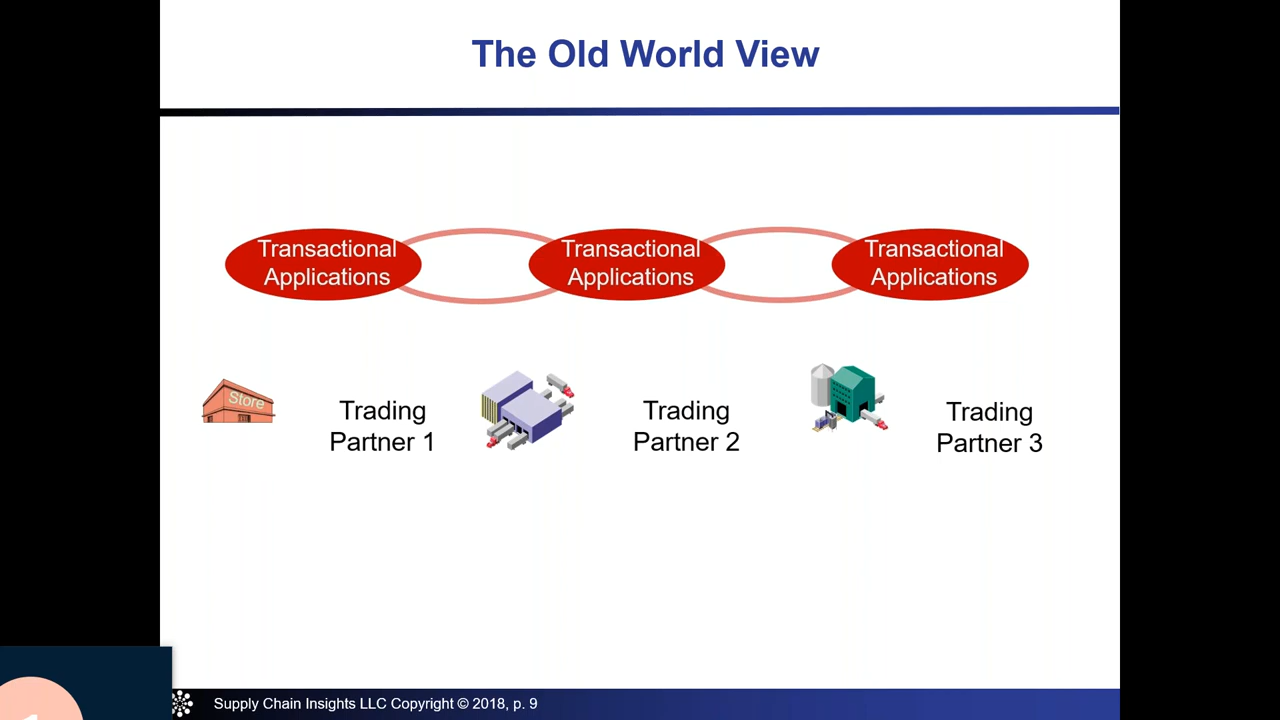 The Old World View
Transactional
Applications
Transactional
Applications
Transactional
Applications
Store
Trading
Partner 1
Trading
Partner 2
Trading
Partner 3
Supply Chain Insights LLC Copyright © 2018, p. 9